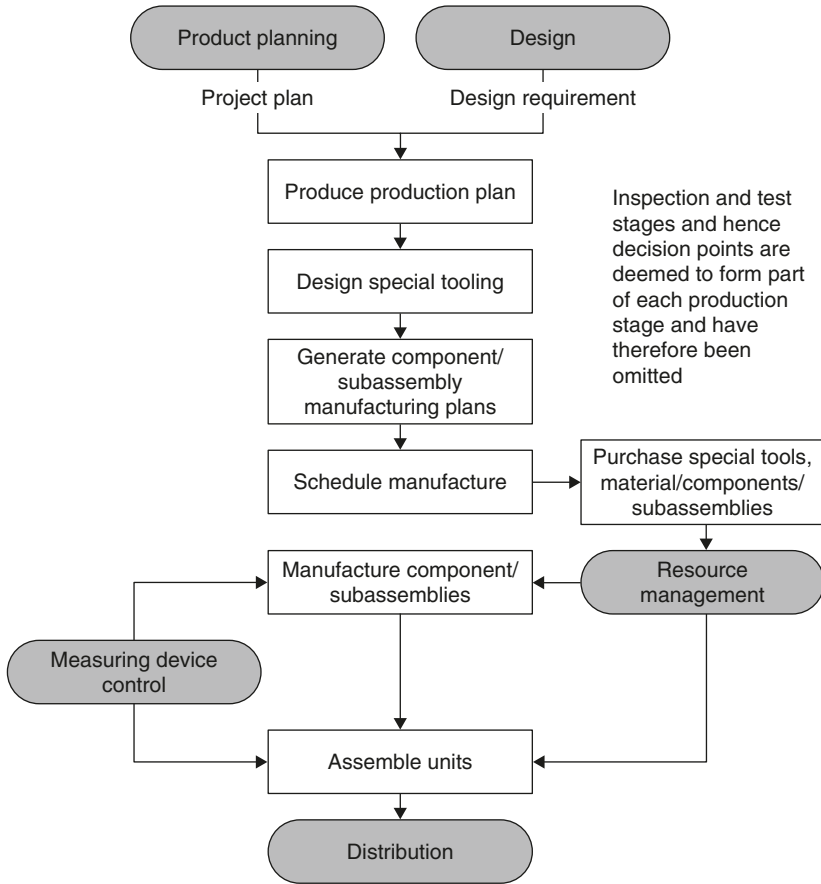 Product planning
Design
Project plan
Design requirement
Produce production plan
Inspection and test
stages and hence
decision points are
deemed to form part
of each production
stage and have
therefore been
omitted
Design special tooling
Generate component/
subassembly
manufacturing plans
Schedule manufacture
Purchase special tools,
material/components/
subassemblies
Manufacture component/
subassemblies
Resource
management
Measuring device
control
Assemble units
Distribution